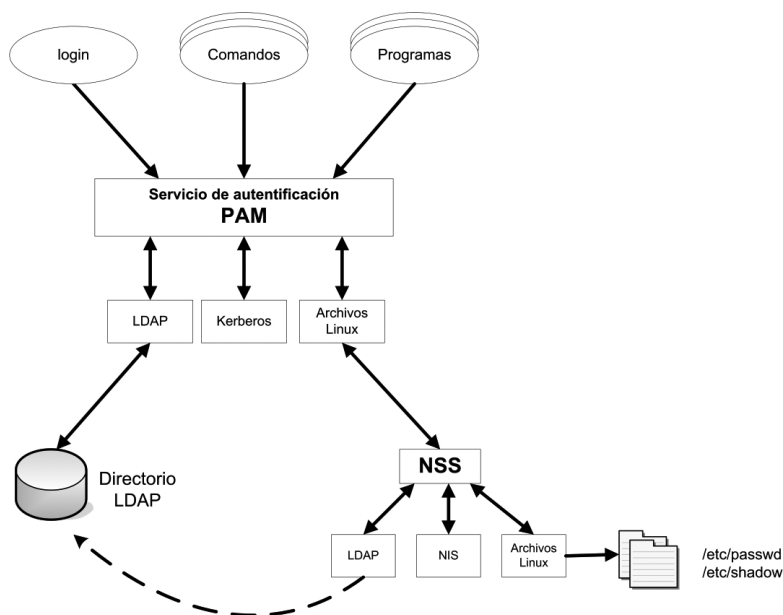 login
Comandos
Programas
Servicio de autentificación
PAM
LDAP
Kerberos
Archivos
Linux
Directorio
LDAP
NSS
LDAP
NIS
Archivos
Linux
/etc/passwd
/etc/shadow